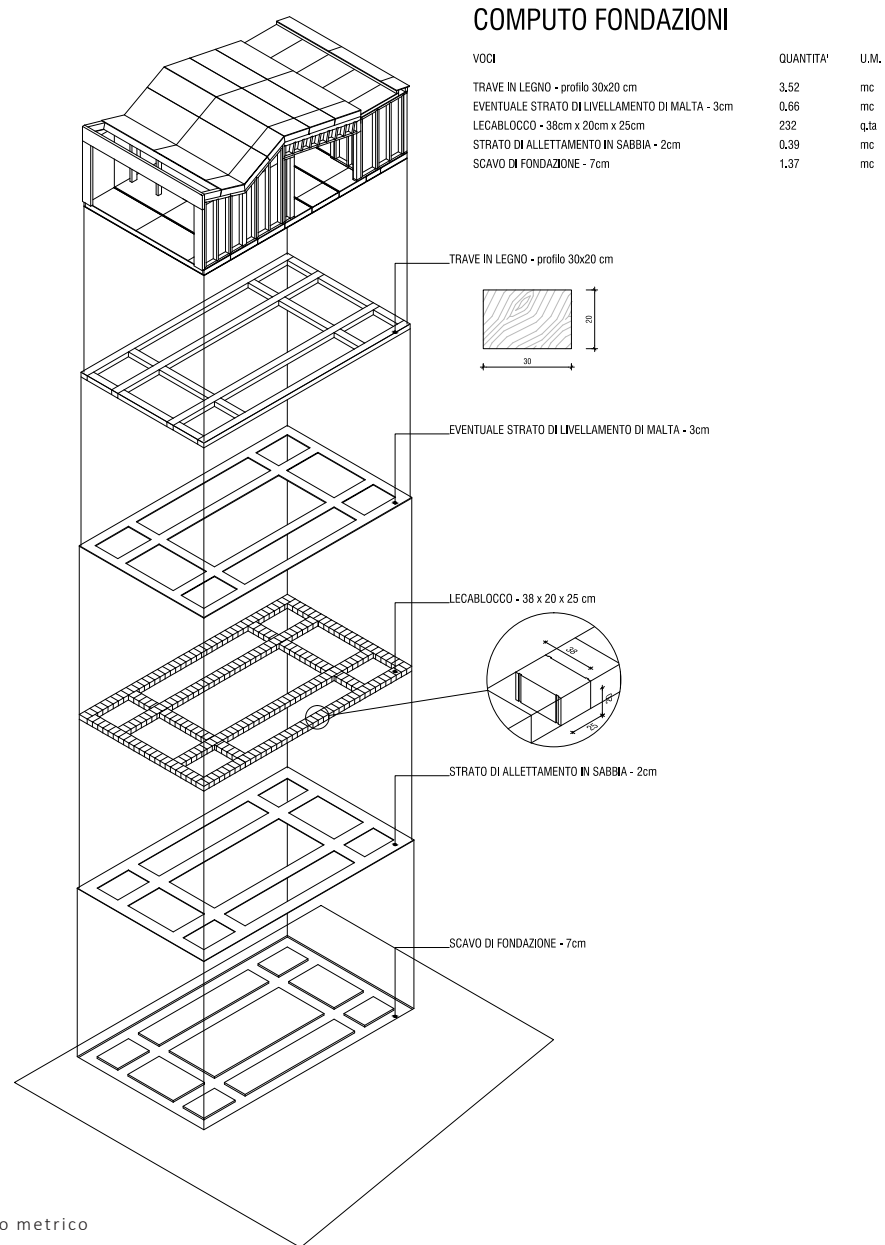 COMPUTO FONDAZIONI
VOCI QUANTITA' U.M.
TRAVE IN LEGNO - profilo 30x20 cm 3.52 mc
EVENTUALE STRATO DI LIVELLAMENTO DI MALTA - 3cm 0.66 mc
LECABLOCCO - 38cm x 20cm x 25cm 232 q.ta
STRATO DI ALLETTAMENTO IN SABBIA - 2cm 0.39 mc
SCAVO DI FONDAZIONE - 7cm 1.37 mc
TRAVE IN LEGNO - profilo 30x20 cm
20
30
EVENTUALE STRATO DI LIVELLAMENTO DI MALTA - 3cm
LECABLOCCO - 38 x 20 x 25 cm
38
20
STRATO DI ALLETTAMENTO IN SABBIA - 2cm
SCAVO DI FONDAZIONE - 7cm
o metrico